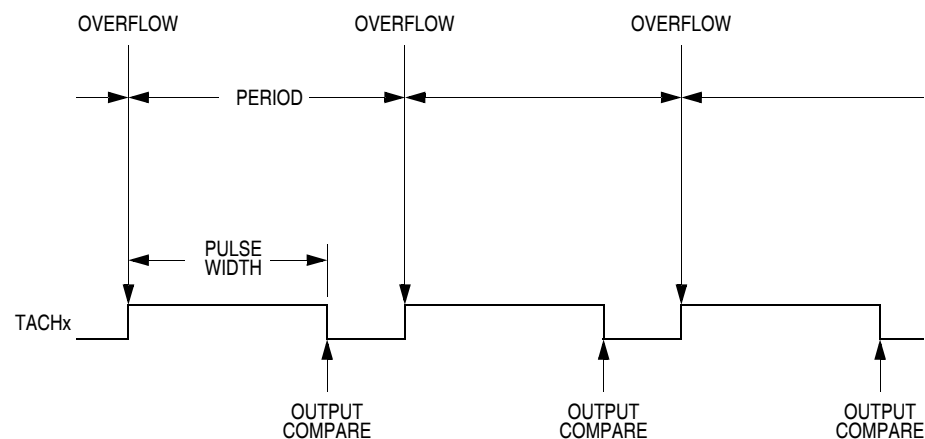 OVERFLOW
OVERFLOW
OVERFLOW
PERIOD
PULSE
WIDTH
TACHx
OUTPUT
COMPARE
OUTPUT
COMPARE
OUTPUT
COMPARE